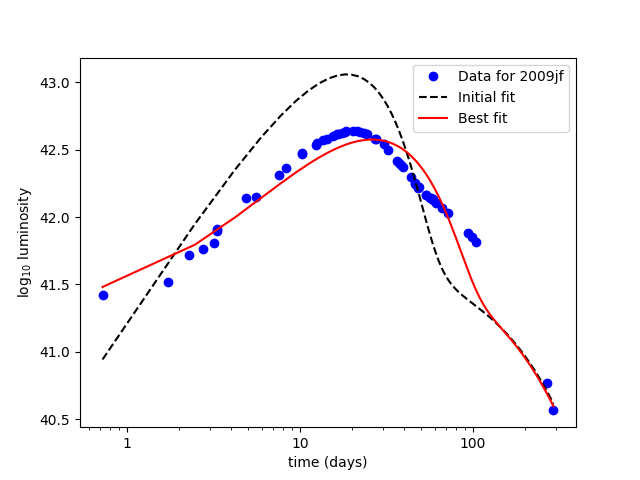 43.0
42.5
42.0
41.5
41.0
40.5
log₁₀ luminosity
1
10
100
time (days)
Data for 2009jf
Initial fit
Best fit